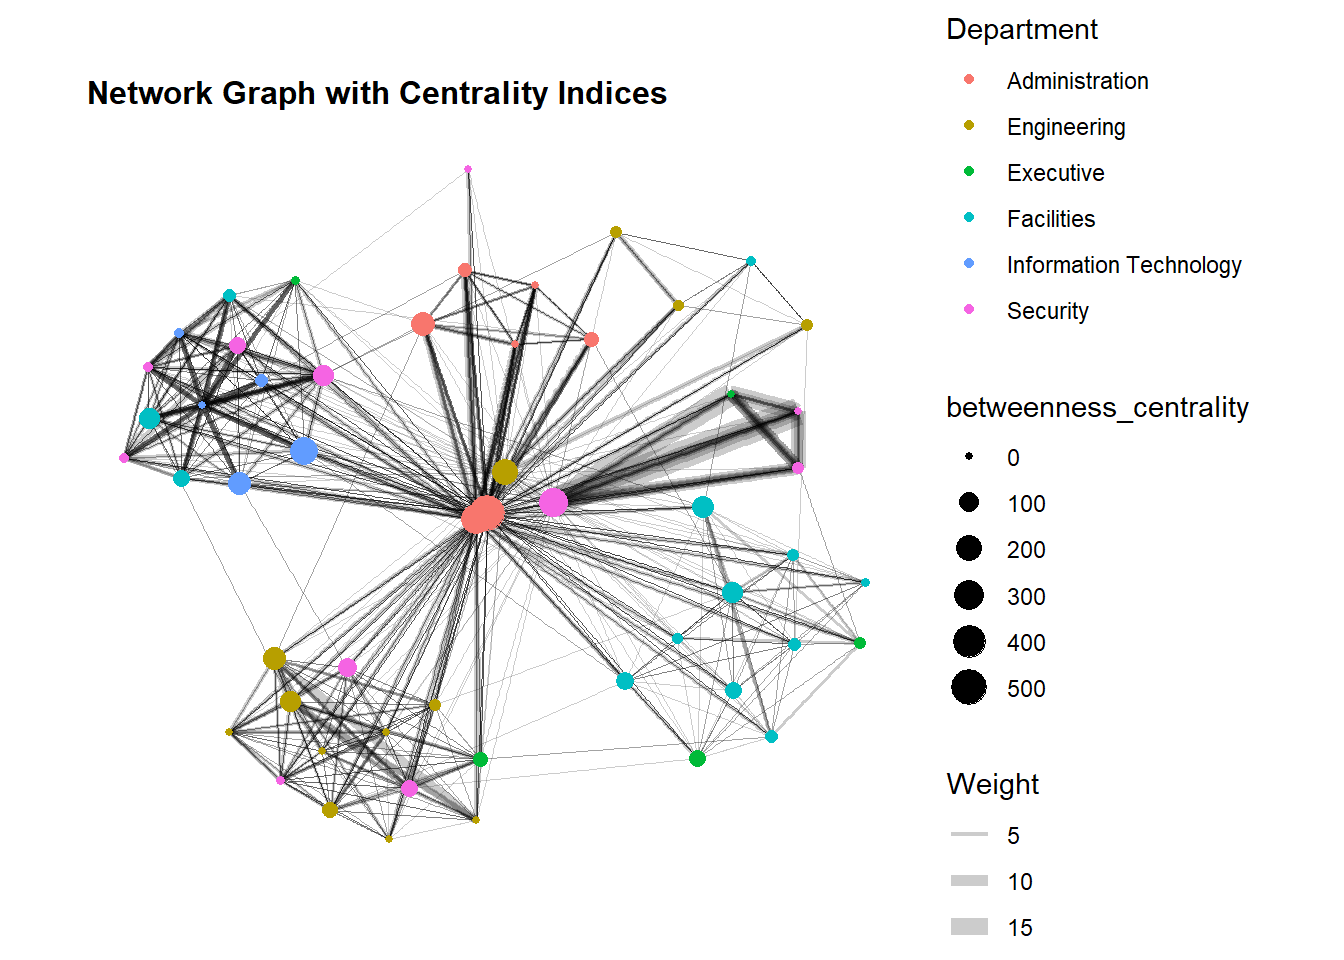 Network Graph with Centrality Indices
Department
Administration
Engineering
Executive
Facilities
Information Technology
Security
betweenness_centrality
0
100
200
300
400
500
Weight
5
10
15